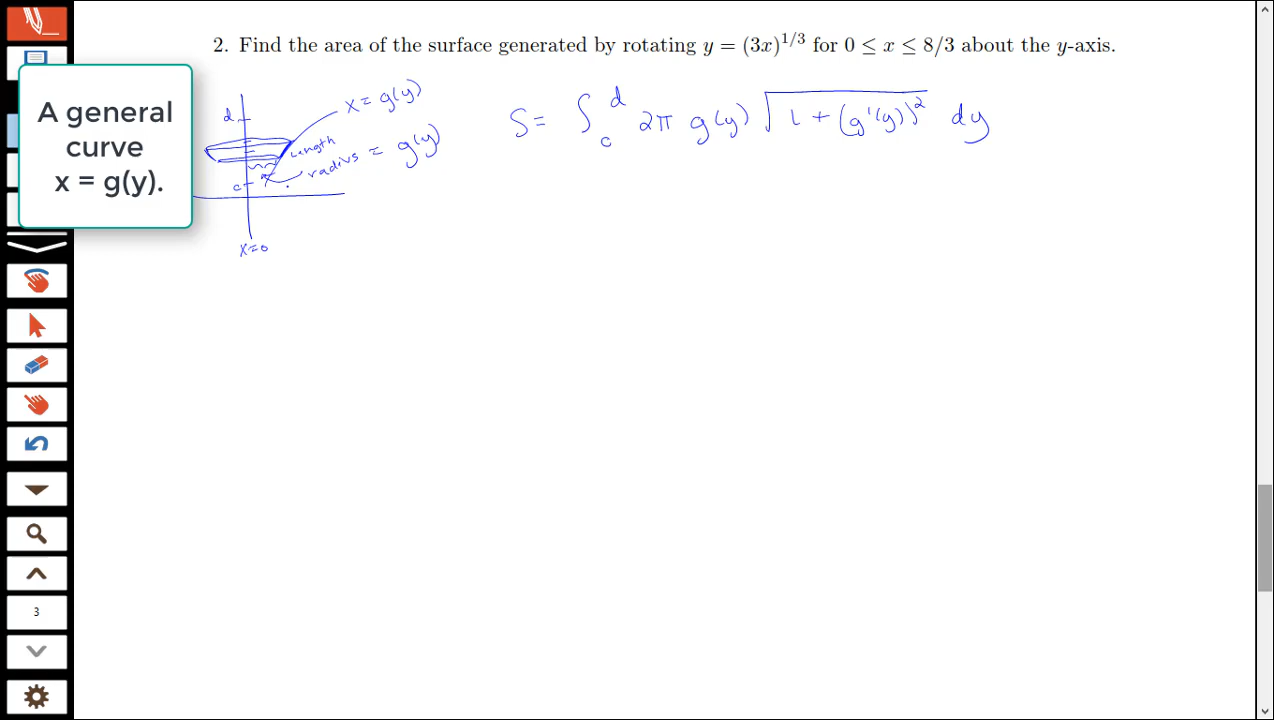 2. Find the area of the surface generated by rotating y = (3x)^{1/3} for 0 ≤ x ≤ 8/3 about the y-axis.
A general
curve
x = g(y).
d
x = g(y)
length
radius = g(y)
c
x=0
S = ∫_c^d 2π g(y) √(1 + (g'(y))²) dy
3